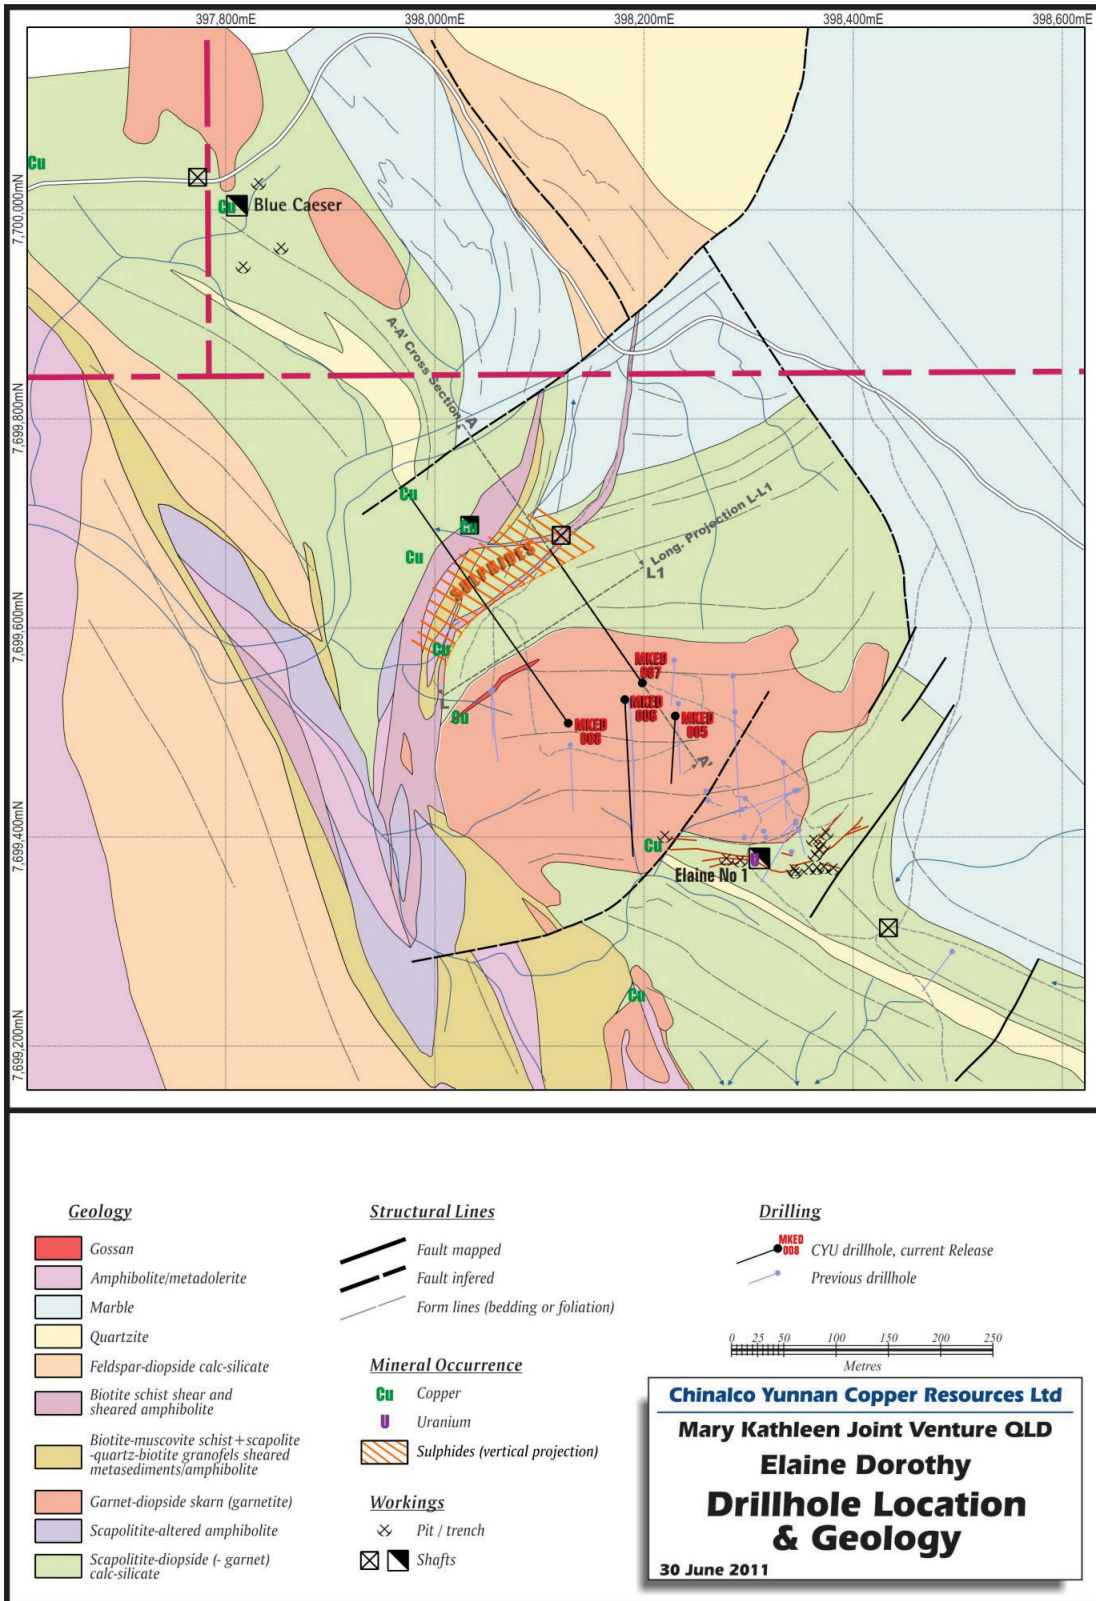 397,800mE
398,000mE
398,200mE
398,400mE
398,600mE
7,700,000mN
7,699,800mN
7,699,600mN
7,699,400mN
7,699,200mN
Cu
Cu
Blue Caeser
A-A' Cross Section
A
Cu
Cu
Cu
SULPHIDES
Long. Projection L-L1
L1
Cu
L
Cu
MKED
007
MKED
006
MKED
005
MKED
008
A'
Cu
U
Elaine No 1
Cu
Geology
Gossan
Amphibolite/metadolerite
Marble
Quartzite
Feldspar-diopside calc-silicate
Biotite schist shear and
sheared amphibolite
Biotite-muscovite schist+scapolite
-quartz-biotite granofels sheared
metasediments/amphibolite
Garnet-diopside skarn (garnetite)
Scapolitite-altered amphibolite
Scapolitite-diopside (- garnet)
calc-silicate
Structural Lines
Fault mapped
Fault infered
Form lines (bedding or foliation)
Mineral Occurrence
Cu Copper
U Uranium
Sulphides (vertical projection)
Workings
Pit / trench
Shafts
Drilling
MKED
008
CYU drillhole, current Release
Previous drillhole
0 25 50 100 150 200 250
Metres
Chinalco Yunnan Copper Resources Ltd
Mary Kathleen Joint Venture QLD
Elaine Dorothy
Drillhole Location
& Geology
30 June 2011